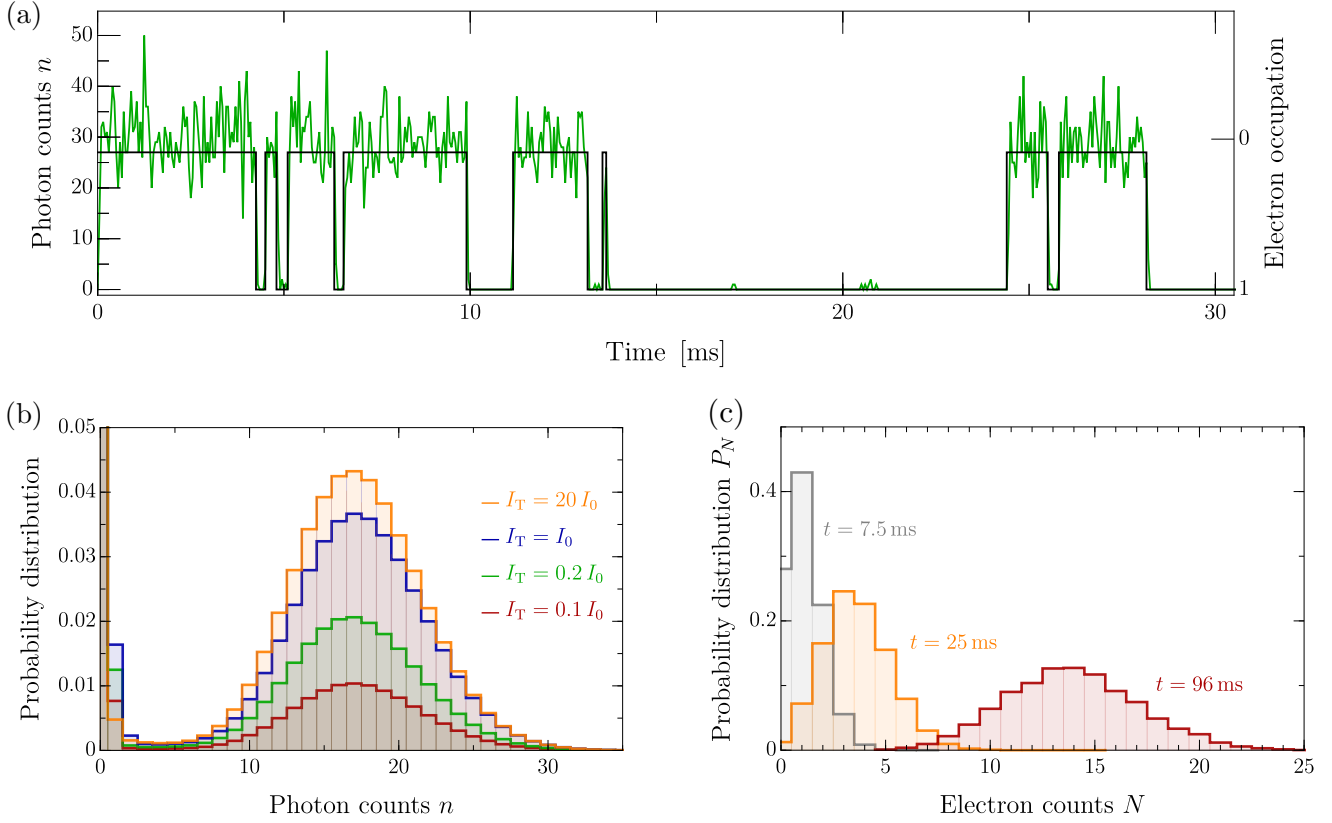 (a)
Photon counts n
50
40
30
20
10
0
0
1
Electron occupation
0
10
20
30
Time [ms]
(b)
Probability distribution
0.05
0.04
0.03
0.02
0.01
0
I_T = 20 I_0
I_T = I_0
I_T = 0.2 I_0
I_T = 0.1 I_0
0
10
20
30
Photon counts n
(c)
Probability distribution P_N
0.4
0.2
0
t = 7.5 ms
t = 25 ms
t = 96 ms
0
5
10
15
20
25
Electron counts N